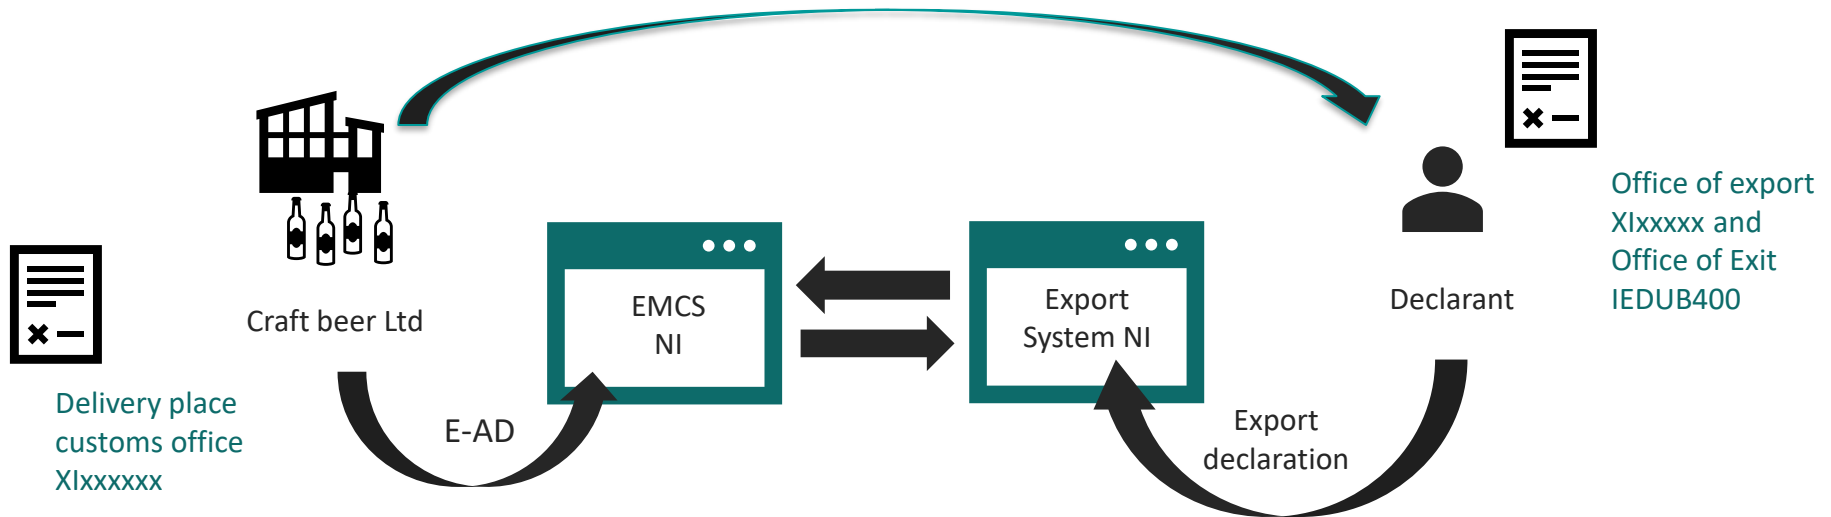 Craft beer Ltd
Delivery place
customs office
XIxxxxxx
E-AD
EMCS
NI
Export
System NI
Export
declaration
Declarant
Office of export
XIxxxxx and
Office of Exit
IEDUB400